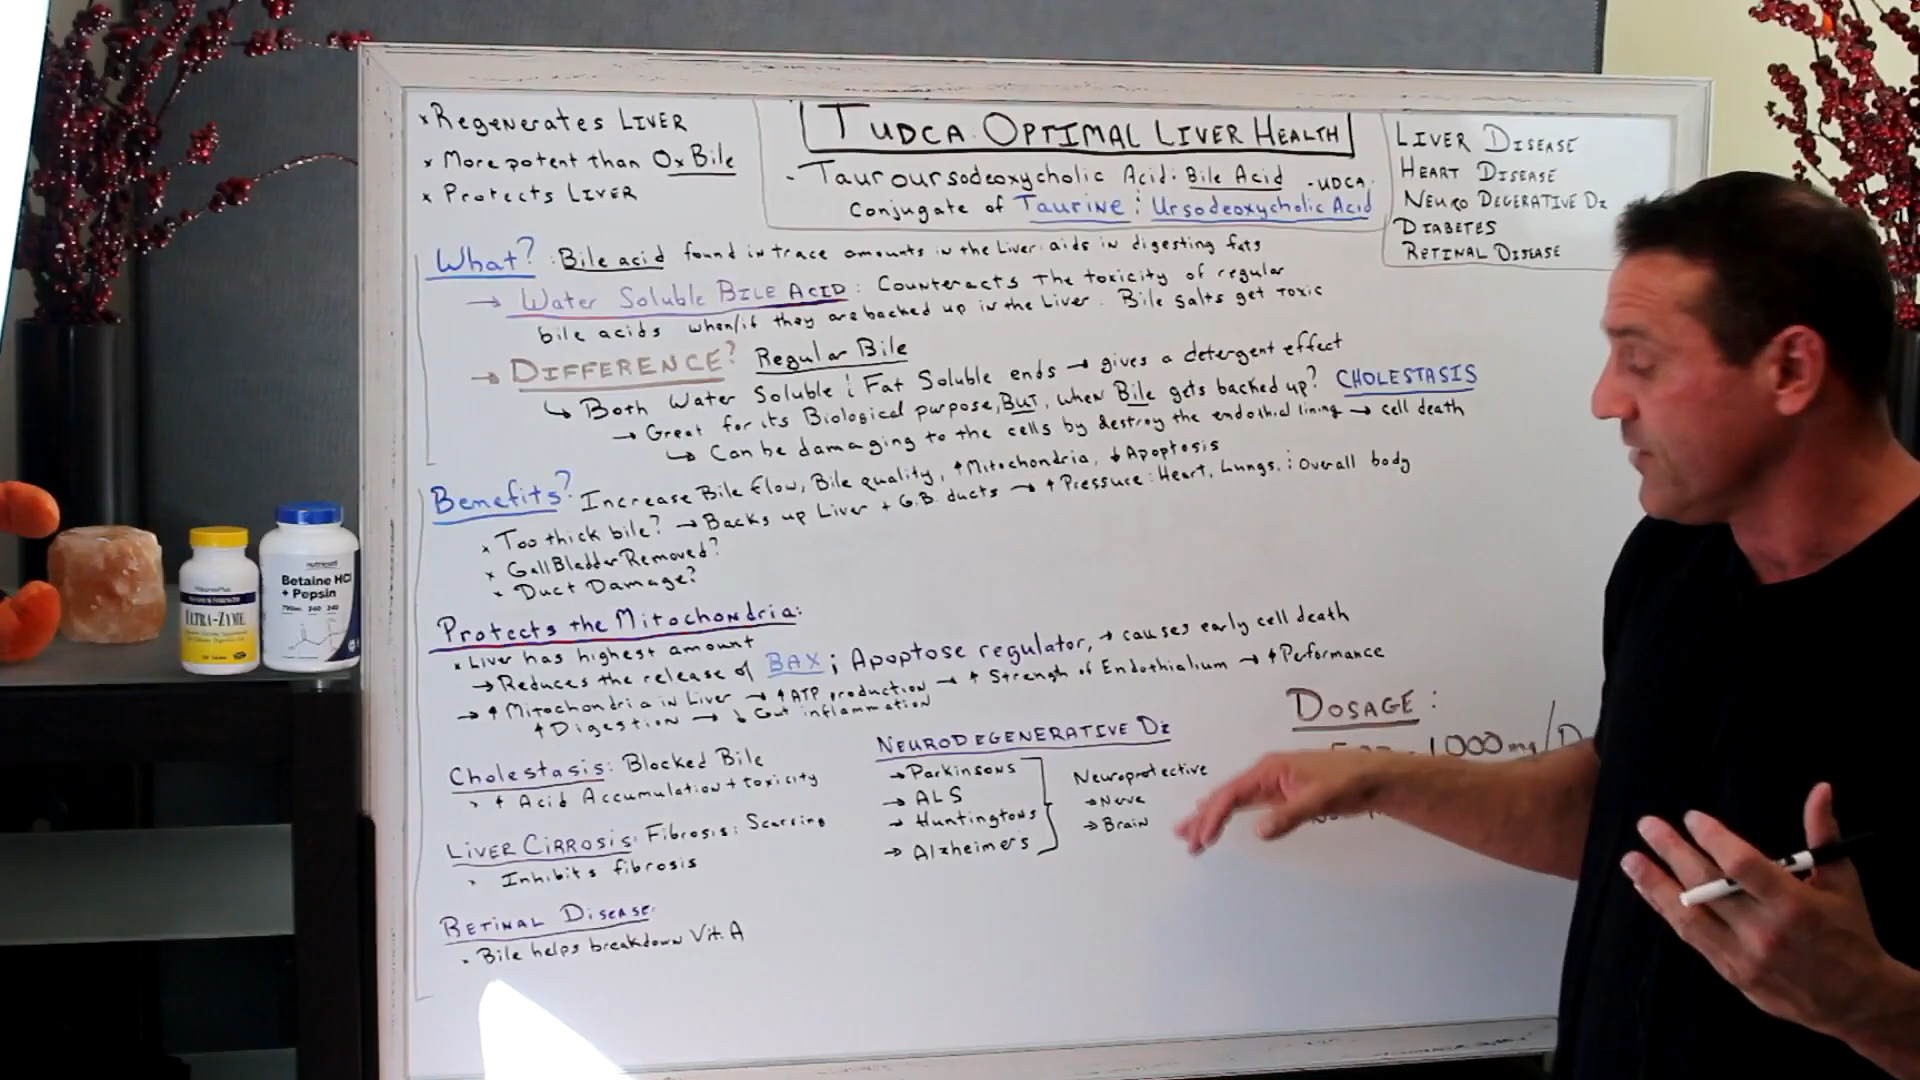 × Regenerates LIVER
× More potent than Ox Bile
× Protects LIVER
TUDCA: OPTIMAL LIVER HEALTH
- Tauroursodeoxycholic Acid: Bile Acid - UDCA
Conjugate of Taurine : Ursodeoxycholic Acid
LIVER DISEASE
HEART DISEASE
NEURO DEGERATIVE Dz
DIABETES
RETINAL DISEASE
What? : Bile acid found in trace amounts in the Liver: aids in digesting fats
→ WATER SOLUBLE BILE ACID : Counteracts the toxicity of regular
bile acids when/if they are backed up in the Liver. Bile salts get toxic
→ DIFFERENCE? Regular Bile
↳ Both Water Soluble : Fat Soluble ends → gives a detergent effect
→ Great for its Biological purpose, BUT, when Bile gets backed up? CHOLESTASIS
↳ Can be damaging to the cells by destroy the lining → cell death
Benefits? Increase Bile flow, Bile quality, ↑ Mitochondria, ↓ Apoptosis
× Too thick bile? → Backs up Liver + G.B. ducts → ↑ Pressure: Heart, Lungs, : Overall body
× GallBladder Removed?
× Duct Damage?
Protects the Mitochondria:
× Liver has highest amount
→ Reduces the release of BAX ; Apoptose regulator, → causes early cell death
→ ↑ Mitochondria in Liver → ↑ ATP production → ↑ Strength of Endothialium → ↑ Performance
↑ Digestion → ↓ Gut inflammation
Cholestasis: Blocked Bile
× ↑ Acid Accumulation + toxicity
LIVER CIRROSIS: Fibrosis: Scarring
× Inhibits fibrosis
RETINAL DISEASE:
× Bile helps breakdown Vit. A
NEURODEGENERATIVE Dz
→ Parkinsons
→ ALS
→ Huntingtons
→ Alzheimer's
Neuroprotective
→ Nerve
→ Brain
DOSAGE:
1000mg/D
NaturesPlus
ULTRA-ZYME
nutricost
Betaine HCl
+ Pepsin
790mg 240 240